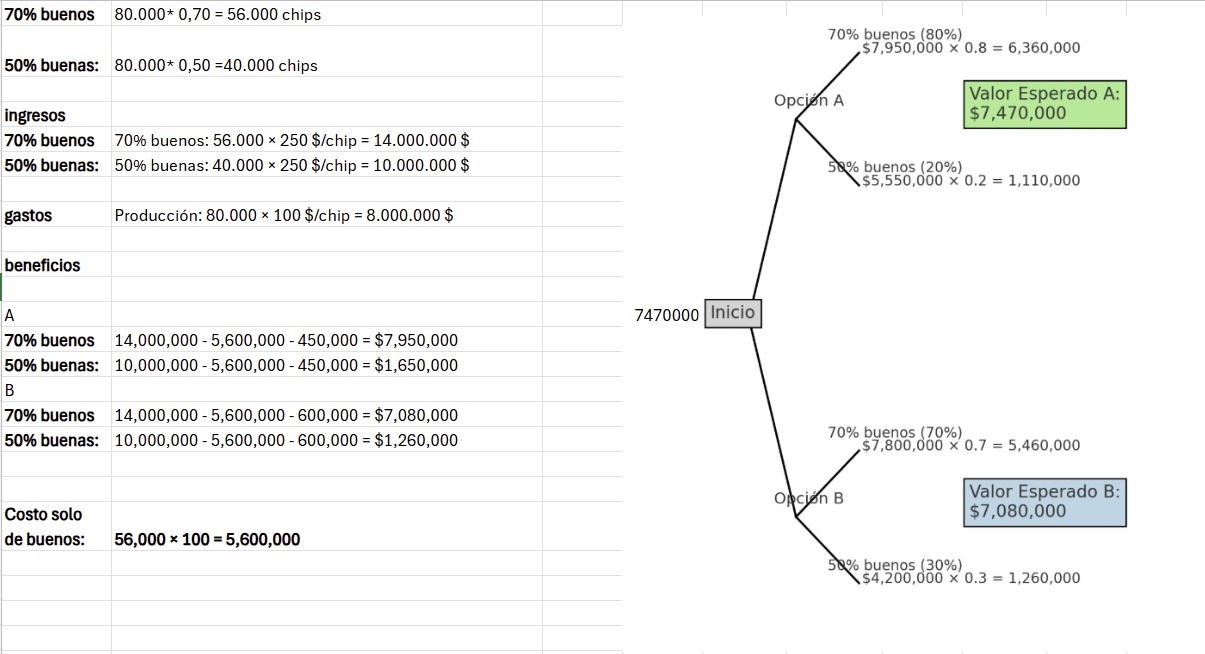 70% buenos 80.000* 0,70 = 56.000 chips
50% buenas: 80.000* 0,50 =40.000 chips
ingresos
70% buenos 70% buenos: 56.000 × 250 $/chip = 14.000.000 $
50% buenas: 50% buenas: 40.000 × 250 $/chip = 10.000.000 $
gastos Producción: 80.000 × 100 $/chip = 8.000.000 $
beneficios
A
70% buenos 14,000,000 - 5,600,000 - 450,000 = $7,950,000
50% buenas: 10,000,000 - 5,600,000 - 450,000 = $1,650,000
B
70% buenos 14,000,000 - 5,600,000 - 600,000 = $7,080,000
50% buenas: 10,000,000 - 5,600,000 - 600,000 = $1,260,000
Costo solo
de buenos: 56,000 × 100 = 5,600,000
70% buenos (80%)
$7,950,000 × 0.8 = 6,360,000
Opción A
Valor Esperado A:
$7,470,000
50% buenos (20%)
$5,550,000 × 0.2 = 1,110,000
7470000 Inicio
70% buenos (70%)
$7,800,000 × 0.7 = 5,460,000
Opción B
Valor Esperado B:
$7,080,000
50% buenos (30%)
$4,200,000 × 0.3 = 1,260,000